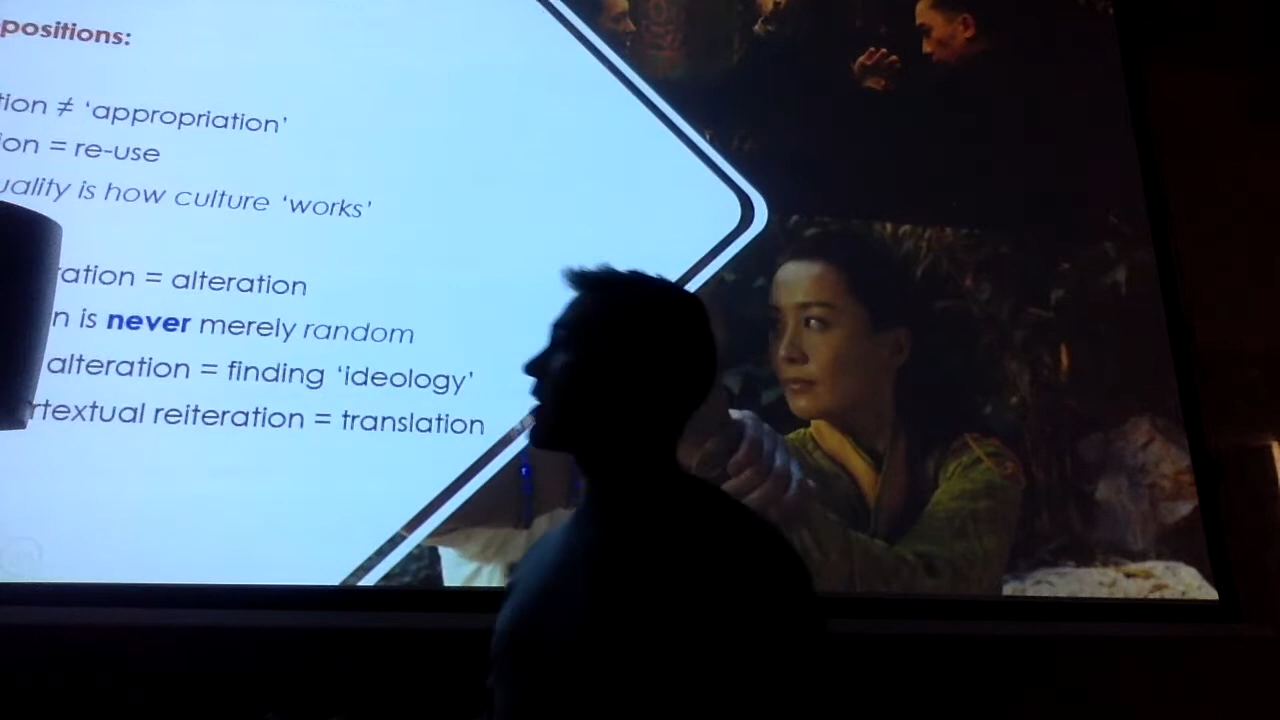 positions:
tion ≠ ‘appropriation’
ion = re-use
uality is how culture ‘works’
ration = alteration
n is never merely random
alteration = finding ‘ideology’
rtextual reiteration = translation